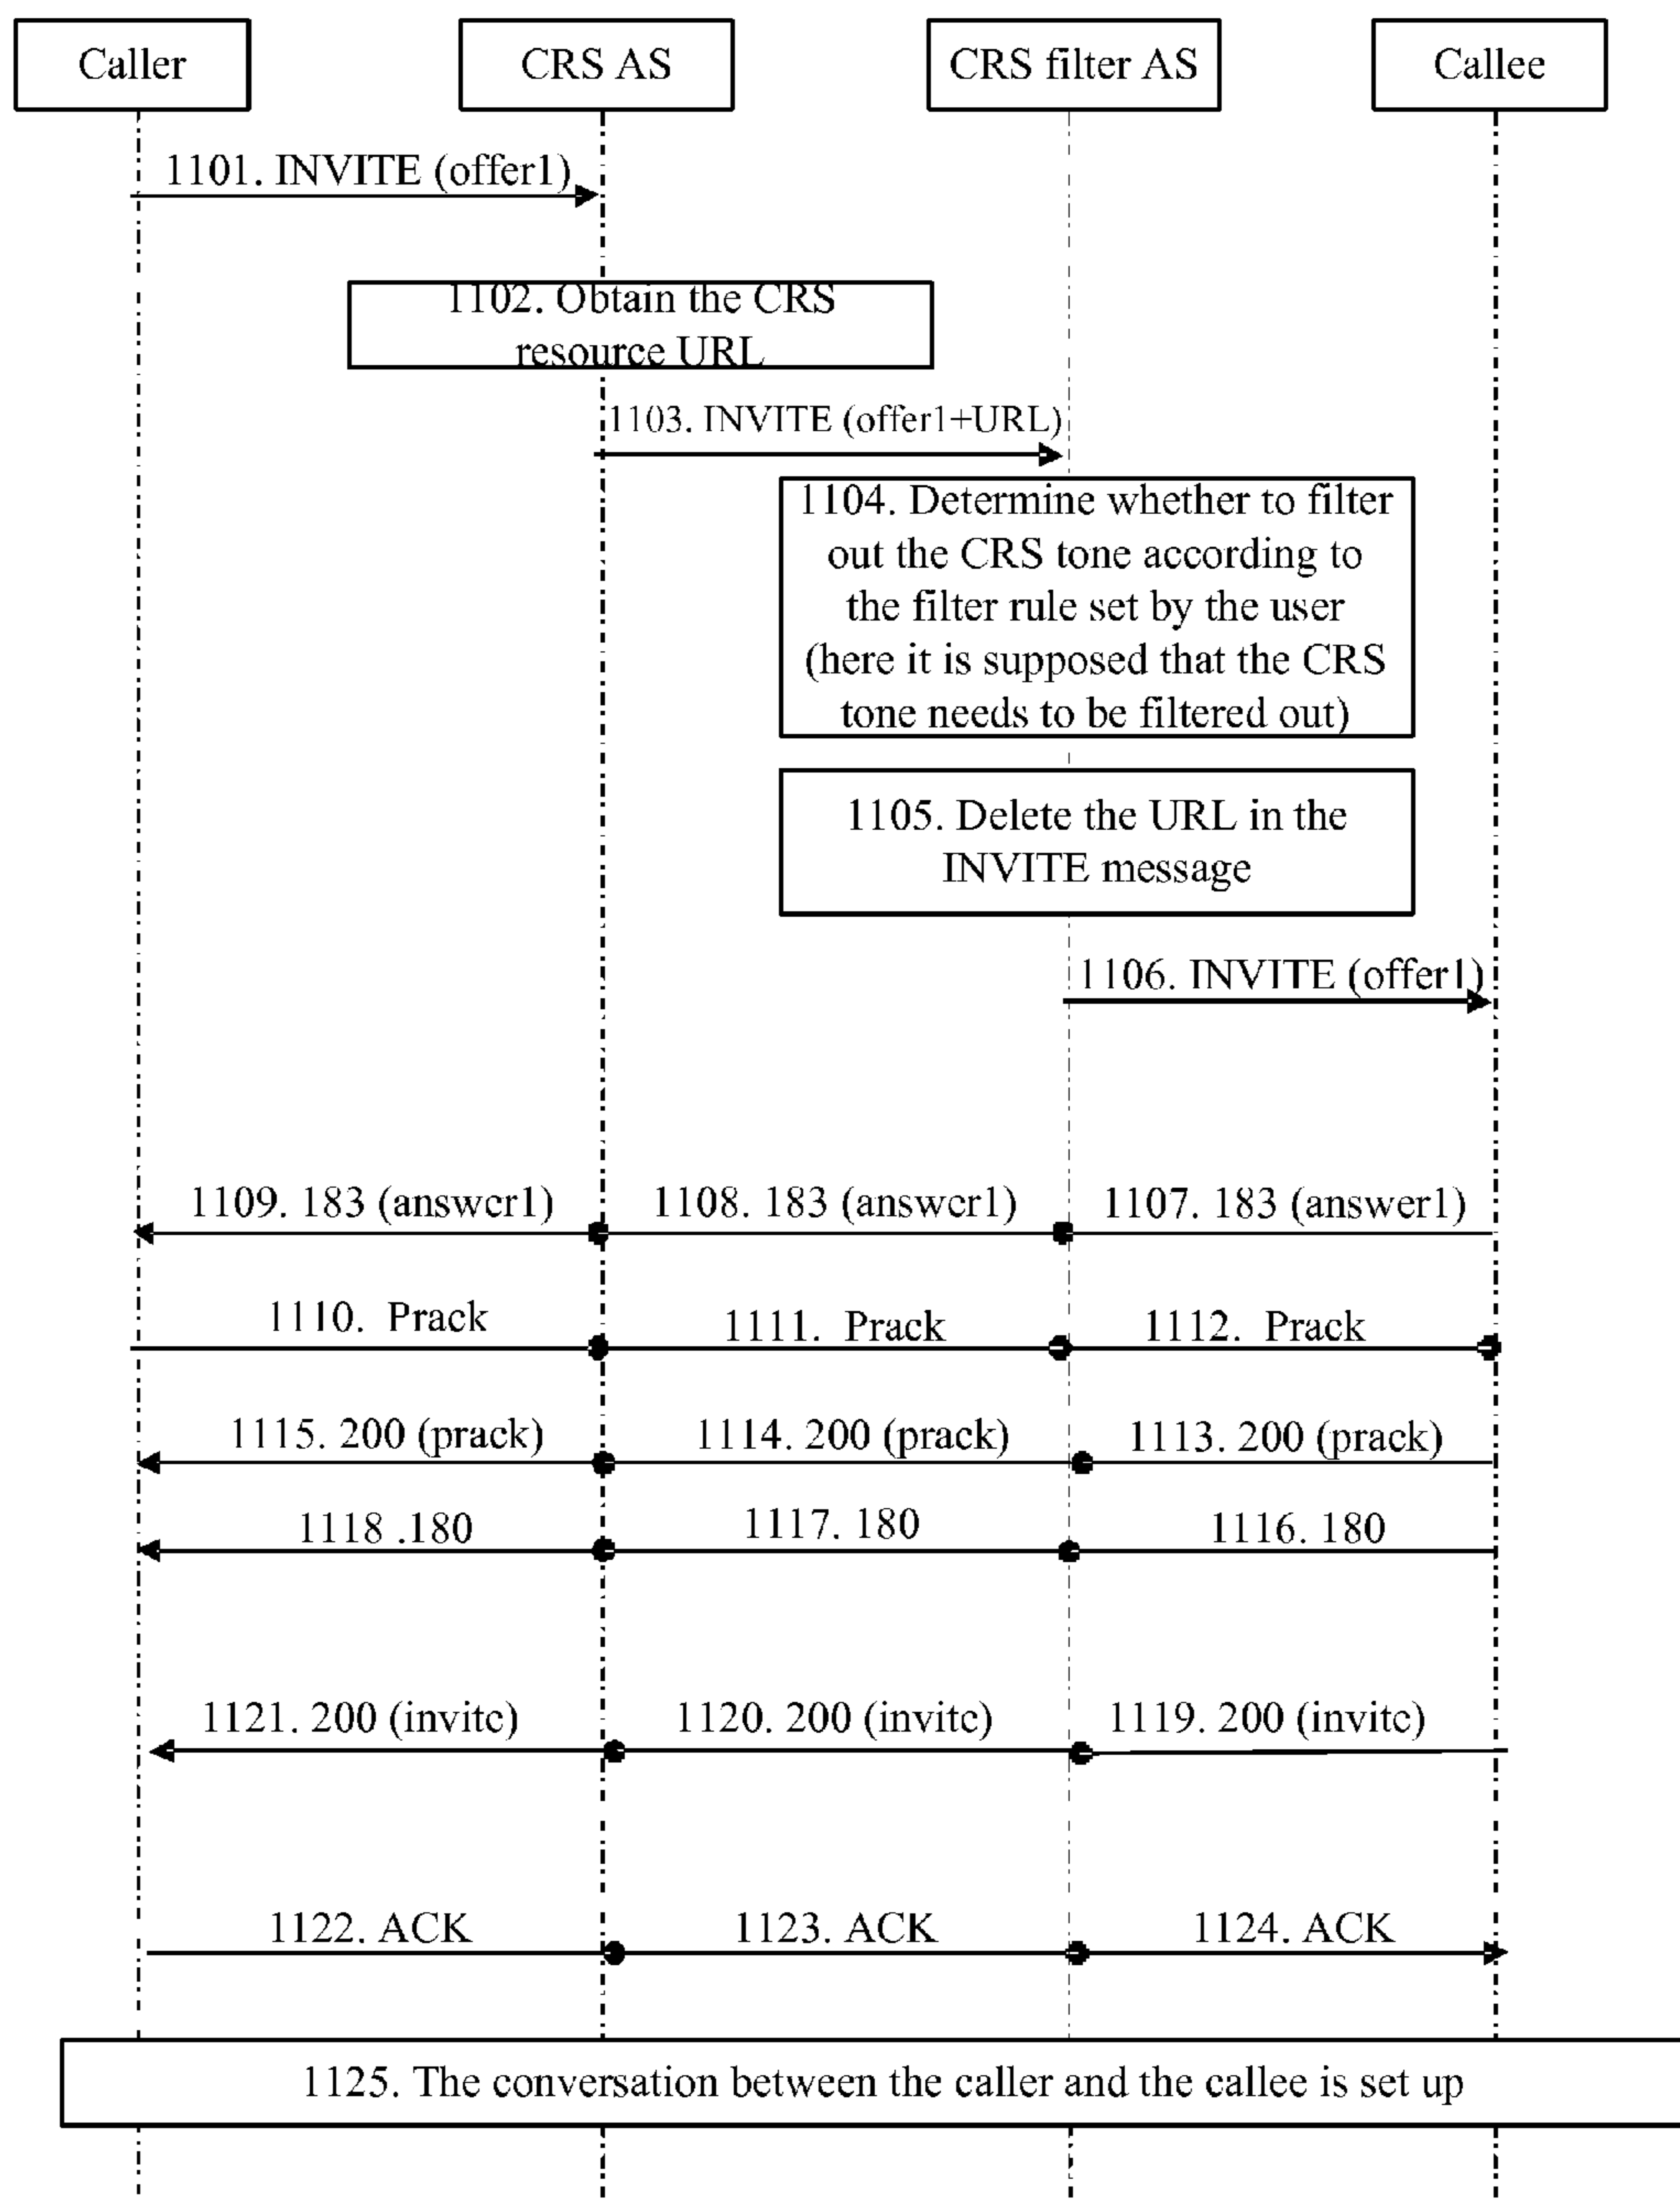 Caller
CRS AS
CRS filter AS
Callee
1101. INVITE (offer1)
1102. Obtain the CRS
resource URL
1103. INVITE (offer1+URL)
1104. Determine whether to filter
out the CRS tone according to
the filter rule set by the user
(here it is supposed that the CRS
tone needs to be filtered out)
1105. Delete the URL in the
INVITE message
1106. INVITE (offer1)
1109. 183 (answer1)
1108. 183 (answer1)
1107. 183 (answer1)
1110. Prack
1111. Prack
1112. Prack
1115. 200 (prack)
1114. 200 (prack)
1113. 200 (prack)
1118 .180
1117. 180
1116. 180
1121. 200 (invite)
1120. 200 (invite)
1119. 200 (invite)
1122. ACK
1123. ACK
1124. ACK
1125. The conversation between the caller and the callee is set up